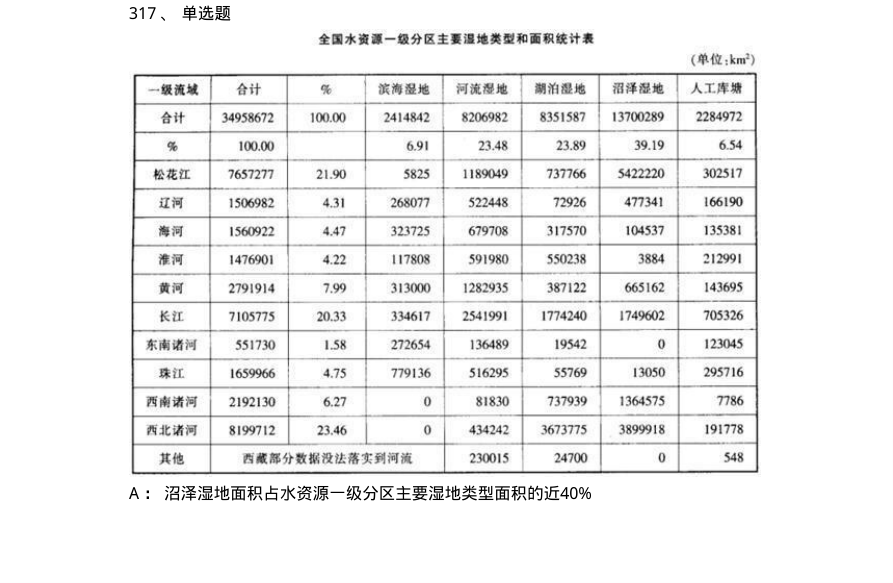 317 、 单选题
全国水资源一级分区主要湿地类型和面积统计表
(单位:km²)
一级流域 合计 % 滨海湿地 河流湿地 湖泊湿地 沼泽湿地 人工库塘
合计 34958672 100.00 2414842 8206982 8351587 13700289 2284972
% 100.00 6.91 23.48 23.89 39.19 6.54
松花江 7657277 21.90 5825 1189049 737766 5422220 302517
辽河 1506982 4.31 268077 522448 72926 477341 166190
海河 1560922 4.47 323725 679708 317570 104537 135381
淮河 1476901 4.22 117808 591980 550238 3884 212991
黄河 2791914 7.99 313000 1282935 387122 665162 143695
长江 7105775 20.33 334617 2541991 1774240 1749602 705326
东南诸河 551730 1.58 272654 136489 19542 0 123045
珠江 1659966 4.75 779136 516295 55769 13050 295716
西南诸河 2192130 6.27 0 81830 737939 1364575 7786
西北诸河 8199712 23.46 0 434242 3673775 3899918 191778
其他 西藏部分数据没法落实到河流 230015 24700 0 548
A： 沼泽湿地面积占水资源一级分区主要湿地类型面积的近40%